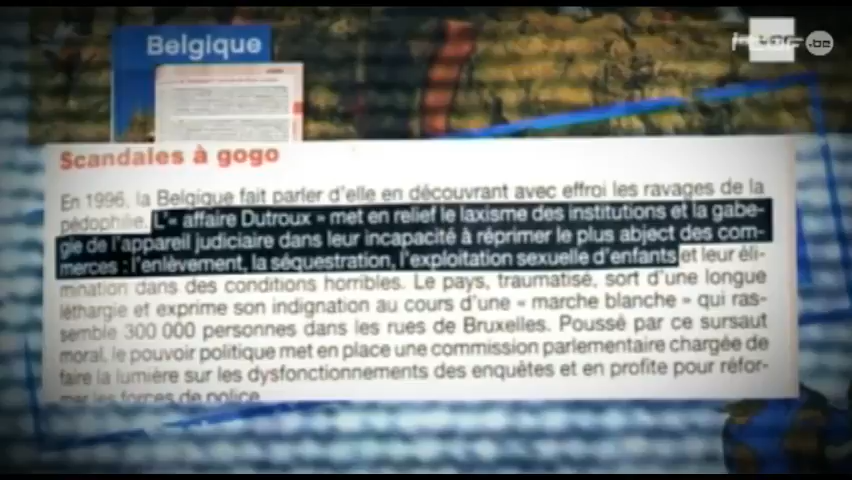 Belgique
.be
Scandales à gogo
En 1996, la Belgique fait parler d'elle en découvrant avec effroi les ravages de la
pédophilie. L'« affaire Dutroux » met en relief le laxisme des institutions et la gabe-
gie de l'appareil judiciaire dans leur incapacité à réprimer le plus abject des com-
merces : l'enlèvement, la séquestration, l'exploitation sexuelle d'enfants et leur éli-
mination dans des conditions horribles. Le pays, traumatisé, sort d'une longue
léthargie et exprime son indignation au cours d'une « marche blanche » qui ras-
semble 300 000 personnes dans les rues de Bruxelles. Poussé par ce sursaut
moral, le pouvoir politique met en place une commission parlementaire chargée de
faire la lumière sur les dysfonctionnements des enquêtes et en profite pour réfor-
mer les forces de police.